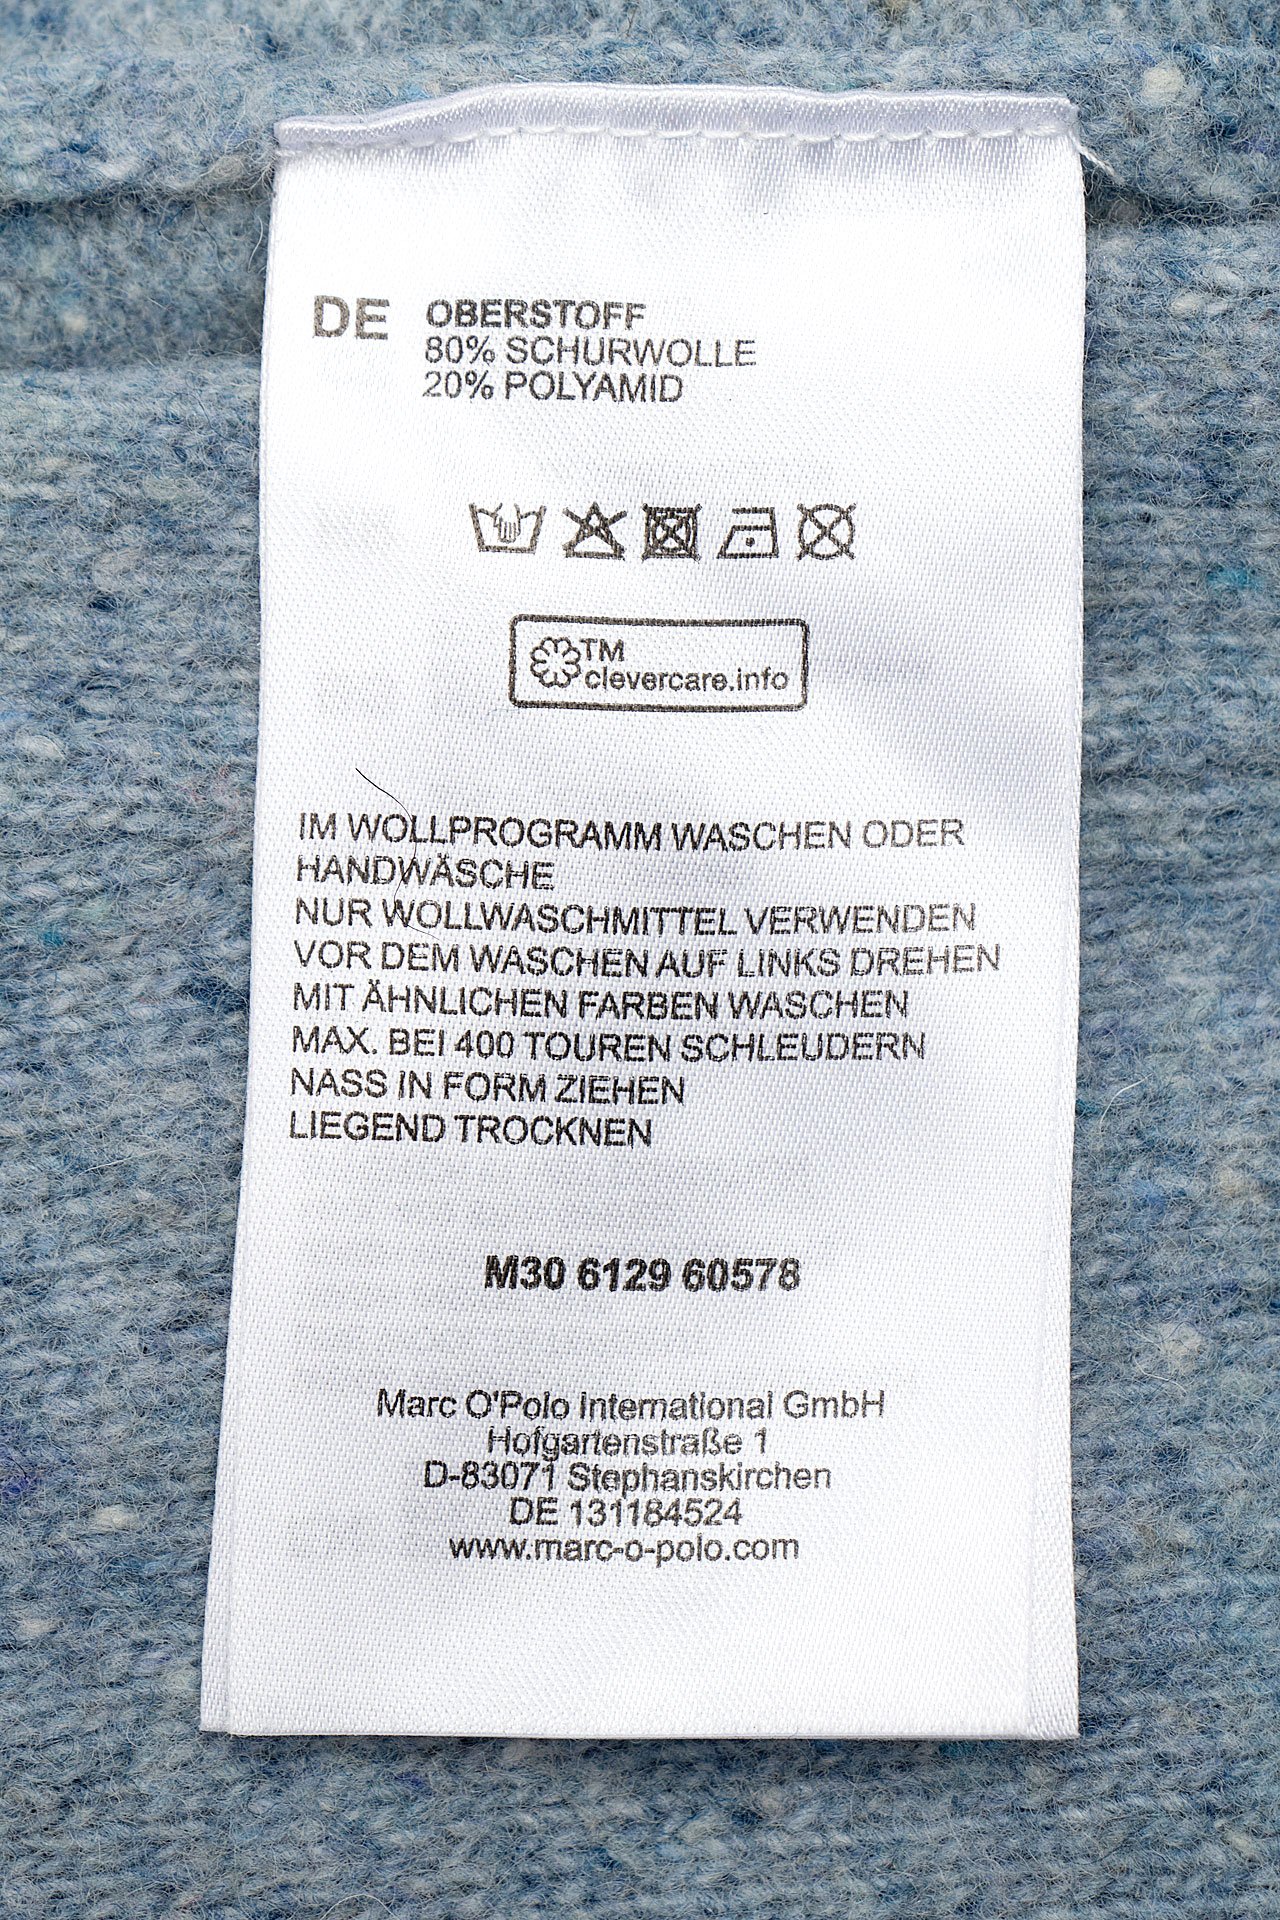 DE OBERSTOFF
80% SCHURWOLLE
20% POLYAMID
TM
clevercare.info
IM WOLLPROGRAMM WASCHEN ODER
HANDWÄSCHE
NUR WOLLWASCHMITTEL VERWENDEN
VOR DEM WASCHEN AUF LINKS DREHEN
MIT ÄHNLICHEN FARBEN WASCHEN
MAX. BEI 400 TOUREN SCHLEUDERN
NASS IN FORM ZIEHEN
LIEGEND TROCKNEN
M30 6129 60578
Marc O'Polo International GmbH
Hofgartenstraße 1
D-83071 Stephanskirchen
DE 131184524
www.marc-o-polo.com